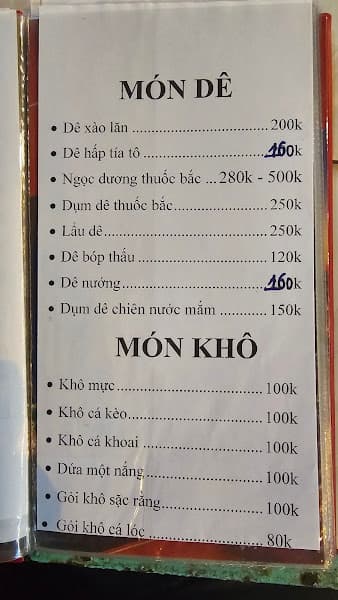 MÓN DÊ
• Dê xào lăn ........................ 200k
• Dê hấp tía tô ..................... 160k
• Ngọc dương thuốc bắc ... 280k - 500k
• Dụm dê thuốc bắc.................. 250k
• Lẩu dê ............................ 250k
• Dê bóp thấu ....................... 120k
• Dê nướng .......................... 160k
• Dụm dê chiên nước mắm ............. 150k
MÓN KHÔ
• Khô mực ........................... 100k
• Khô cá kèo......................... 100k
• Khô cá khoai ...................... 100k
• Dứa một nắng....................... 100k
• Gỏi khô sặc rằng................... 100k
• Gỏi khô cá lóc .................... 80k